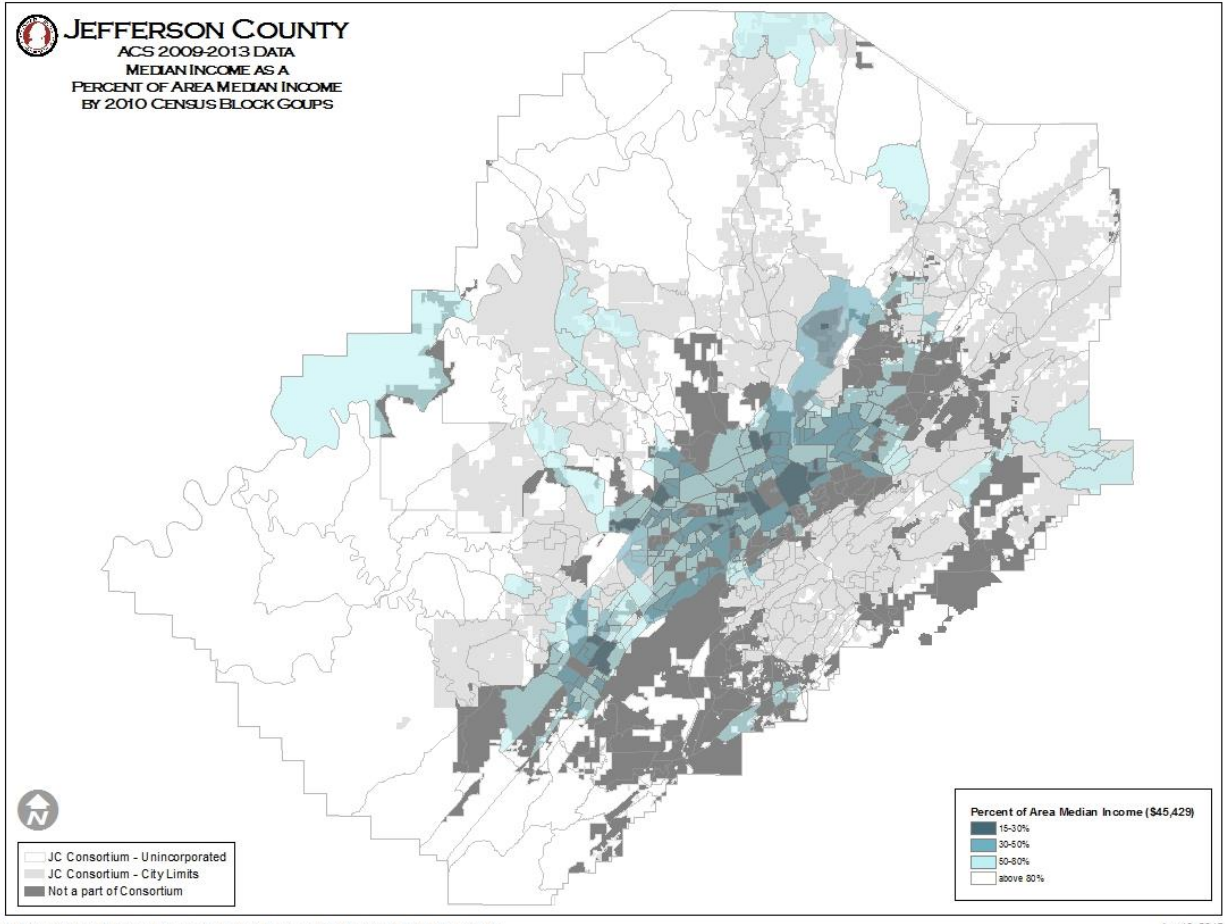 JEFFERSON COUNTY
ACS 2009-2013 DATA
MEDIAN INCOME AS A
PERCENT OF AREA MEDIAN INCOME
BY 2010 CENSUS BLOCK GOUPS
N
JC Consortium - Unincorporated
JC Consortium - City Limits
Not a part of Consortium
Percent of Area Median Income ($45,429)
15-30%
30-50%
50-80%
above 80%